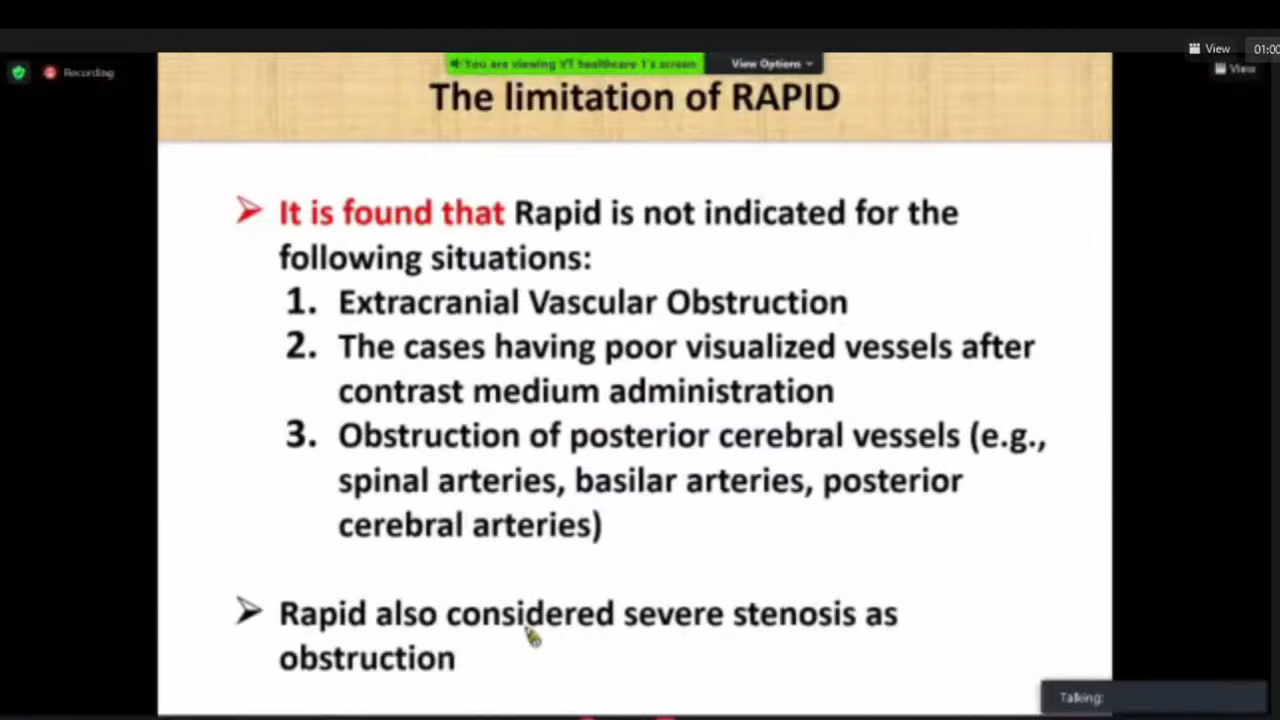 View
01:00
Recording
You are viewing YT healthcare 1's screen
View Options
View
The limitation of RAPID
It is found that Rapid is not indicated for the
following situations:
1. Extracranial Vascular Obstruction
2. The cases having poor visualized vessels after
contrast medium administration
3. Obstruction of posterior cerebral vessels (e.g.,
spinal arteries, basilar arteries, posterior
cerebral arteries)
Rapid also considered severe stenosis as
obstruction
Talking: